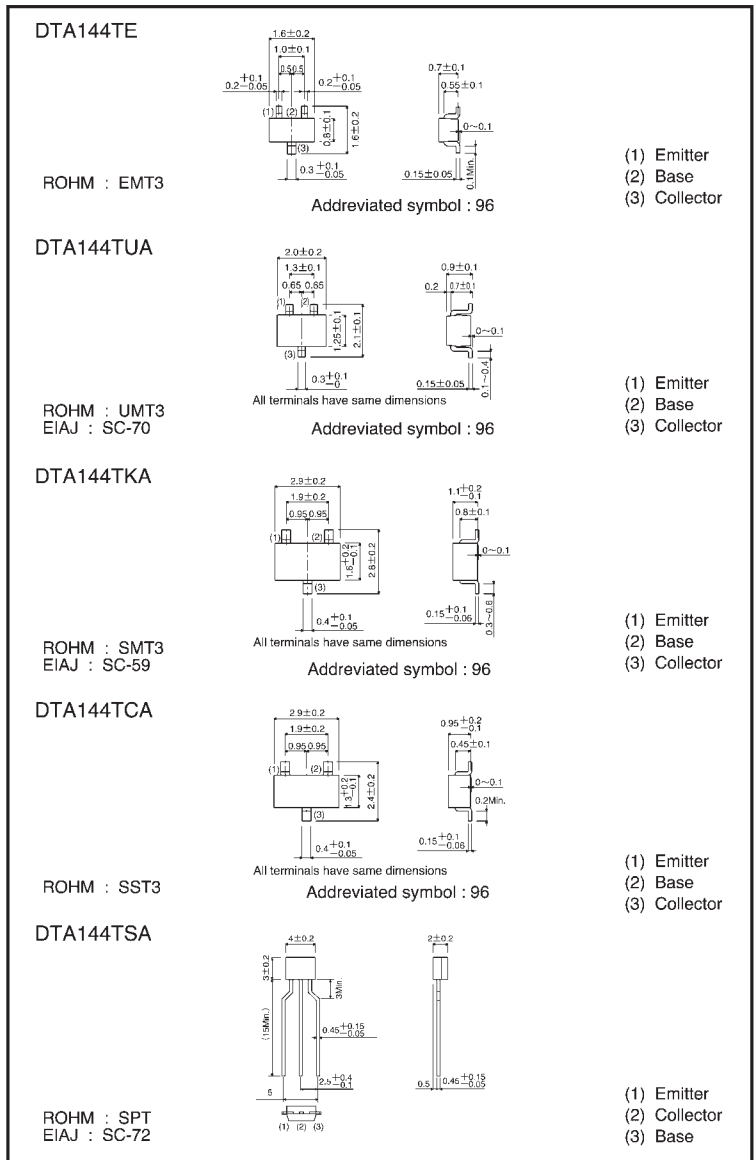 DTA144TE
1.6±0.2
1.0±0.1
0.5 0.5
0.2+0.1−0.05
0.2+0.1−0.05
(1) (2)
0.8±0.1
1.6±0.2
(3)
0.3+0.1−0.05
0.7±0.1
0.55±0.1
0~0.1
0.15±0.05
0.1Min.
ROHM : EMT3
Addreviated symbol : 96
(1) Emitter
(2) Base
(3) Collector
DTA144TUA
2.0±0.2
1.3±0.1
0.65 0.65
(1) (2)
1.25±0.1
2.1±0.1
(3)
0.3+0.1−0
0.9±0.1
0.2 0.7±0.1
0~0.1
0.15±0.05
0.1~0.4
All terminals have same dimensions
ROHM : UMT3
EIAJ : SC-70
Addreviated symbol : 96
(1) Emitter
(2) Base
(3) Collector
DTA144TKA
2.9±0.2
1.9±0.2
0.95 0.95
(1) (2)
1.6+0.2−0.1
2.8±0.2
(3)
0.4+0.1−0.05
1.1+0.2−0.1
0.8±0.1
0~0.1
0.15+0.1−0.06
0.3~0.6
All terminals have same dimensions
ROHM : SMT3
EIAJ : SC-59
Addreviated symbol : 96
(1) Emitter
(2) Base
(3) Collector
DTA144TCA
2.9±0.2
1.9±0.2
0.95 0.95
(1) (2)
1.3+0.2−0.1
2.4±0.2
(3)
0.4+0.1−0.05
0.95+0.2−0.1
0.45±0.1
0~0.1
0.2Min.
0.15+0.1−0.06
All terminals have same dimensions
ROHM : SST3
Addreviated symbol : 96
(1) Emitter
(2) Base
(3) Collector
DTA144TSA
4±0.2
2±0.2
3±0.2
3Min.
(15Min.)
0.45+0.15−0.05
2.5+0.4−0.1
5
0.5 0.45+0.15−0.05
(1) (2) (3)
ROHM : SPT
EIAJ : SC-72
(1) Emitter
(2) Collector
(3) Base